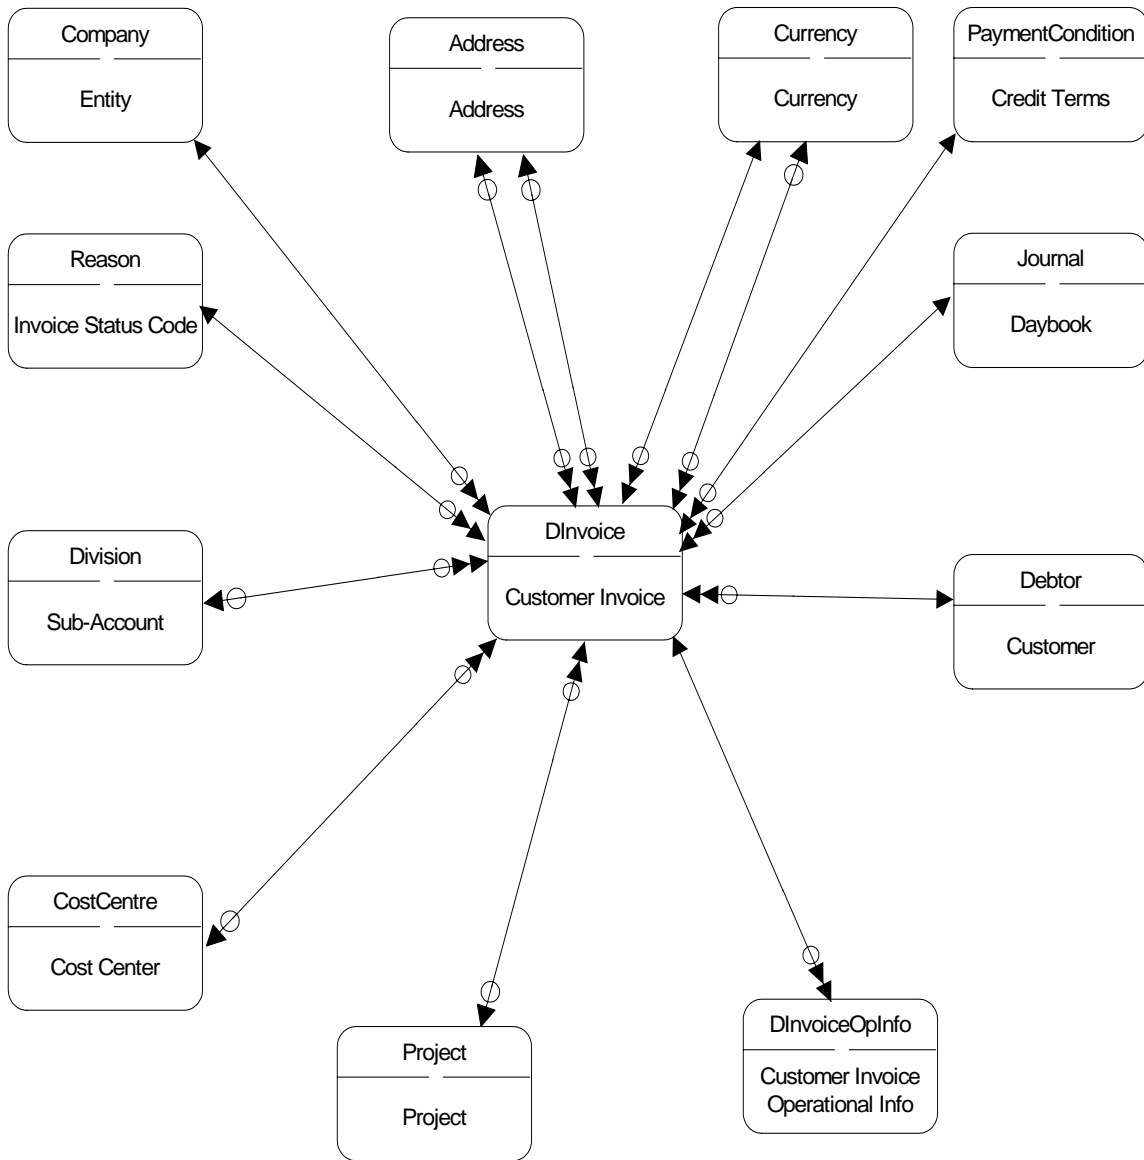 Company
Entity
Address
Address
Currency
Currency
PaymentCondition
Credit Terms
Reason
Invoice Status Code
Journal
Daybook
Division
Sub-Account
DInvoice
Customer Invoice
Debtor
Customer
CostCentre
Cost Center
Project
Project
DInvoiceOpInfo
Customer Invoice
Operational Info